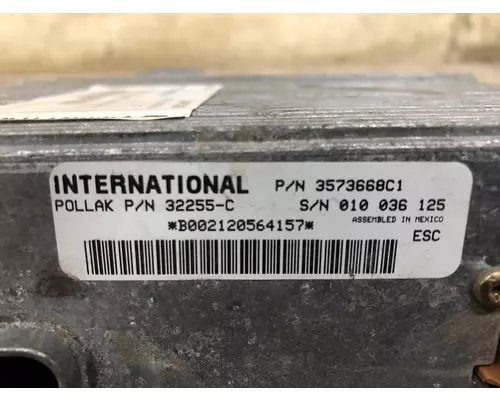 INTERNATIONAL P/N 3573668C1
POLLAK P/N 32255-C S/N 010 036 125
*B002120564157* ASSEMBLED IN MEXICO
ESC